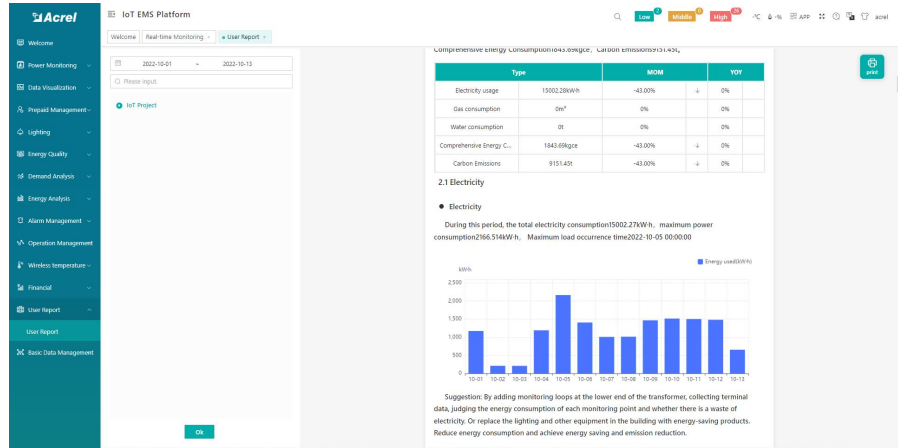 Acrel
IoT EMS Platform
Low
Middle
High
-℃
-%
APP
acrel
Welcome
Real-time Monitoring ×
User Report ×
Welcome
Power Monitoring
Data Visualization
Prepaid Management
Lighting
Energy Quality
Demand Analysis
Energy Analysis
Alarm Management
Operation Management
Wireless temperature
Financial
User Report
User Report
Basic Data Management
2022-10-01 ~ 2022-10-13
Please input
IoT Project
Ok
Comprehensive Energy Consumption1843.69kgce, Carbon Emissions9151.45t,
print
Type MOM YOY
Electricity usage 15002.28kW·h -43.00% ↓ 0%
Gas consumption 0m³ 0% 0%
Water consumption 0t 0% 0%
Comprehensive Energy C... 1843.69kgce -43.00% ↓ 0%
Carbon Emissions 9151.45t -43.00% ↓ 0%
2.1 Electricity
● Electricity
During this period, the total electricity consumption15002.27kW·h, maximum power
consumption2166.514kW·h, Maximum load occurrence time2022-10-05 00:00:00
Energy used(kW·h)
kW·h
2,500
2,000
1,500
1,000
500
0
10-01 10-02 10-03 10-04 10-05 10-06 10-07 10-08 10-09 10-10 10-11 10-12 10-13
Suggestion: By adding monitoring loops at the lower end of the transformer, collecting terminal
data, judging the energy consumption of each monitoring point and whether there is a waste of
electricity. Or replace the lighting and other equipment in the building with energy-saving products.
Reduce energy consumption and achieve energy saving and emission reduction.